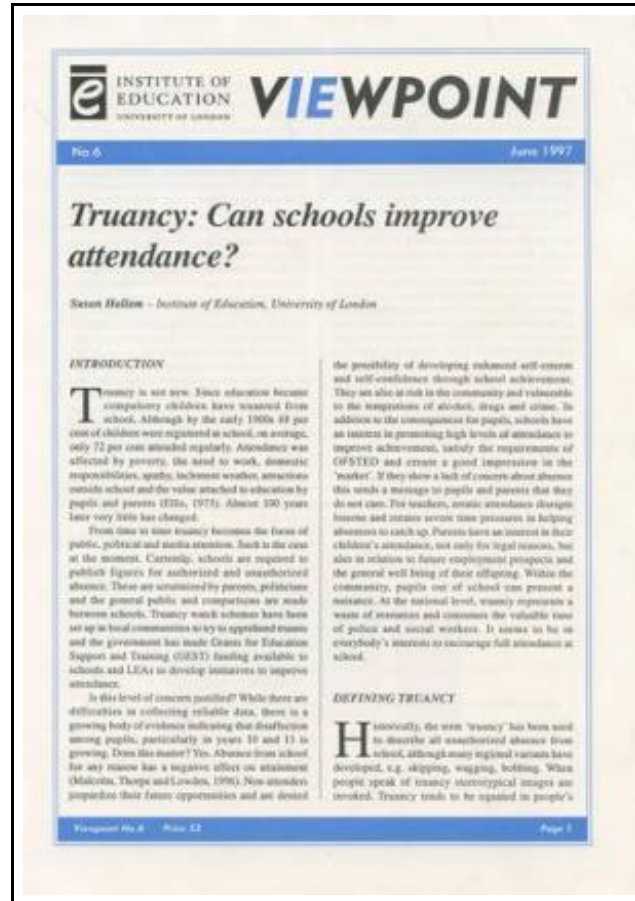 INSTITUTE OF
EDUCATION
UNIVERSITY OF LONDON
VIEWPOINT
No.6
June 1997
Truancy: Can schools improve
attendance?
Susan Hallam – Institute of Education, University of London
INTRODUCTION
Truancy is not new. Since education became
compulsory children have truanted from
school. Although by the early 1900s 89 per
cent of children were registered at school, on average,
only 72 per cent attended regularly. Attendance was
affected by poverty, the need to work, domestic
responsibilities, apathy, inclement weather, attractions
outside school and the value attached to education by
pupils and parents (Ellis, 1973). Almost 100 years
later very little has changed.
From time to time truancy becomes the focus of
public, political and media attention. Such is the case
at the moment. Currently, schools are required to
publish figures for authorized and unauthorized
absence. These are scrutinized by parents, politicians
and the general public and comparisons are made
between schools. Truancy watch schemes have been
set up in local communities to try to apprehend truants
and the government has made Grants for Education
Support and Training (GEST) funding available to
schools and LEAs to develop initiatives to improve
attendance.
Is this level of concern justified? While there are
difficulties in collecting reliable data, there is a
growing body of evidence indicating that disaffection
among pupils, particularly in years 10 and 11 is
growing. Does this matter? Yes. Absence from school
for any reason has a negative effect on attainment
(Malcolm, Thorpe and Lowden, 1996). Non-attenders
jeopardize their future opportunities and are denied
the possibility of developing enhanced self-esteem
and self-confidence through school achievement.
They are also at risk in the community and vulnerable
to the temptations of alcohol, drugs and crime. In
addition to the consequences for pupils, schools have
an interest in promoting high levels of attendance to
improve achievement, satisfy the requirements of
OFSTED and create a good impression in the
'market'. If they show a lack of concern about absence
this sends a message to pupils and parents that they
do not care. For teachers, erratic attendance disrupts
lessons and creates severe time pressures in helping
absentees to catch up. Parents have an interest in their
children's attendance, not only for legal reasons, but
also in relation to future employment prospects and
the general well being of their offspring. Within the
community, pupils out of school can present a
nuisance. At the national level, truancy represents a
waste of resources and consumes the valuable time
of police and social workers. It seems to be in
everybody's interests to encourage full attendance at
school.
DEFINING TRUANCY
Historically, the term 'truancy' has been used
to describe all unauthorized absence from
school, although many regional variants have
developed, e.g. skipping, wagging, bobbing. When
people speak of truancy stereotypical images are
invoked. Truancy tends to be equated in people's
Viewpoint No.6 Price £2
Page 1